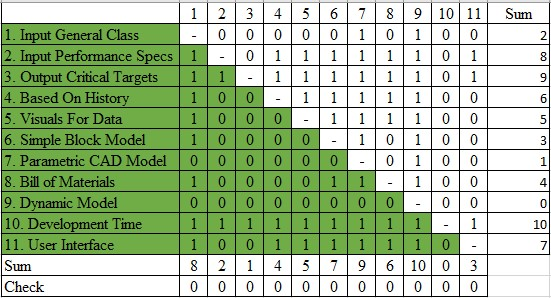 1 2 3 4 5 6 7 8 9 10 11 Sum
1. Input General Class - 0 0 0 0 0 1 0 1 0 0 2
2. Input Performance Specs 1 - 0 1 1 1 1 1 1 0 1 8
3. Output Critical Targets 1 1 - 1 1 1 1 1 1 0 1 9
4. Based On History 1 0 0 - 1 1 1 1 1 0 0 6
5. Visuals For Data 1 0 0 0 - 1 1 1 1 0 0 5
6. Simple Block Model 1 0 0 0 0 - 1 0 1 0 0 3
7. Parametric CAD Model 0 0 0 0 0 0 - 0 1 0 0 1
8. Bill of Materials 1 0 0 0 0 1 1 - 1 0 0 4
9. Dynamic Model 0 0 0 0 0 0 0 0 - 0 0 0
10. Development Time 1 1 1 1 1 1 1 1 1 - 1 10
11. User Interface 1 0 0 1 1 1 1 1 1 0 - 7
Sum 8 2 1 4 5 7 9 6 10 0 3
Check 0 0 0 0 0 0 0 0 0 0 0